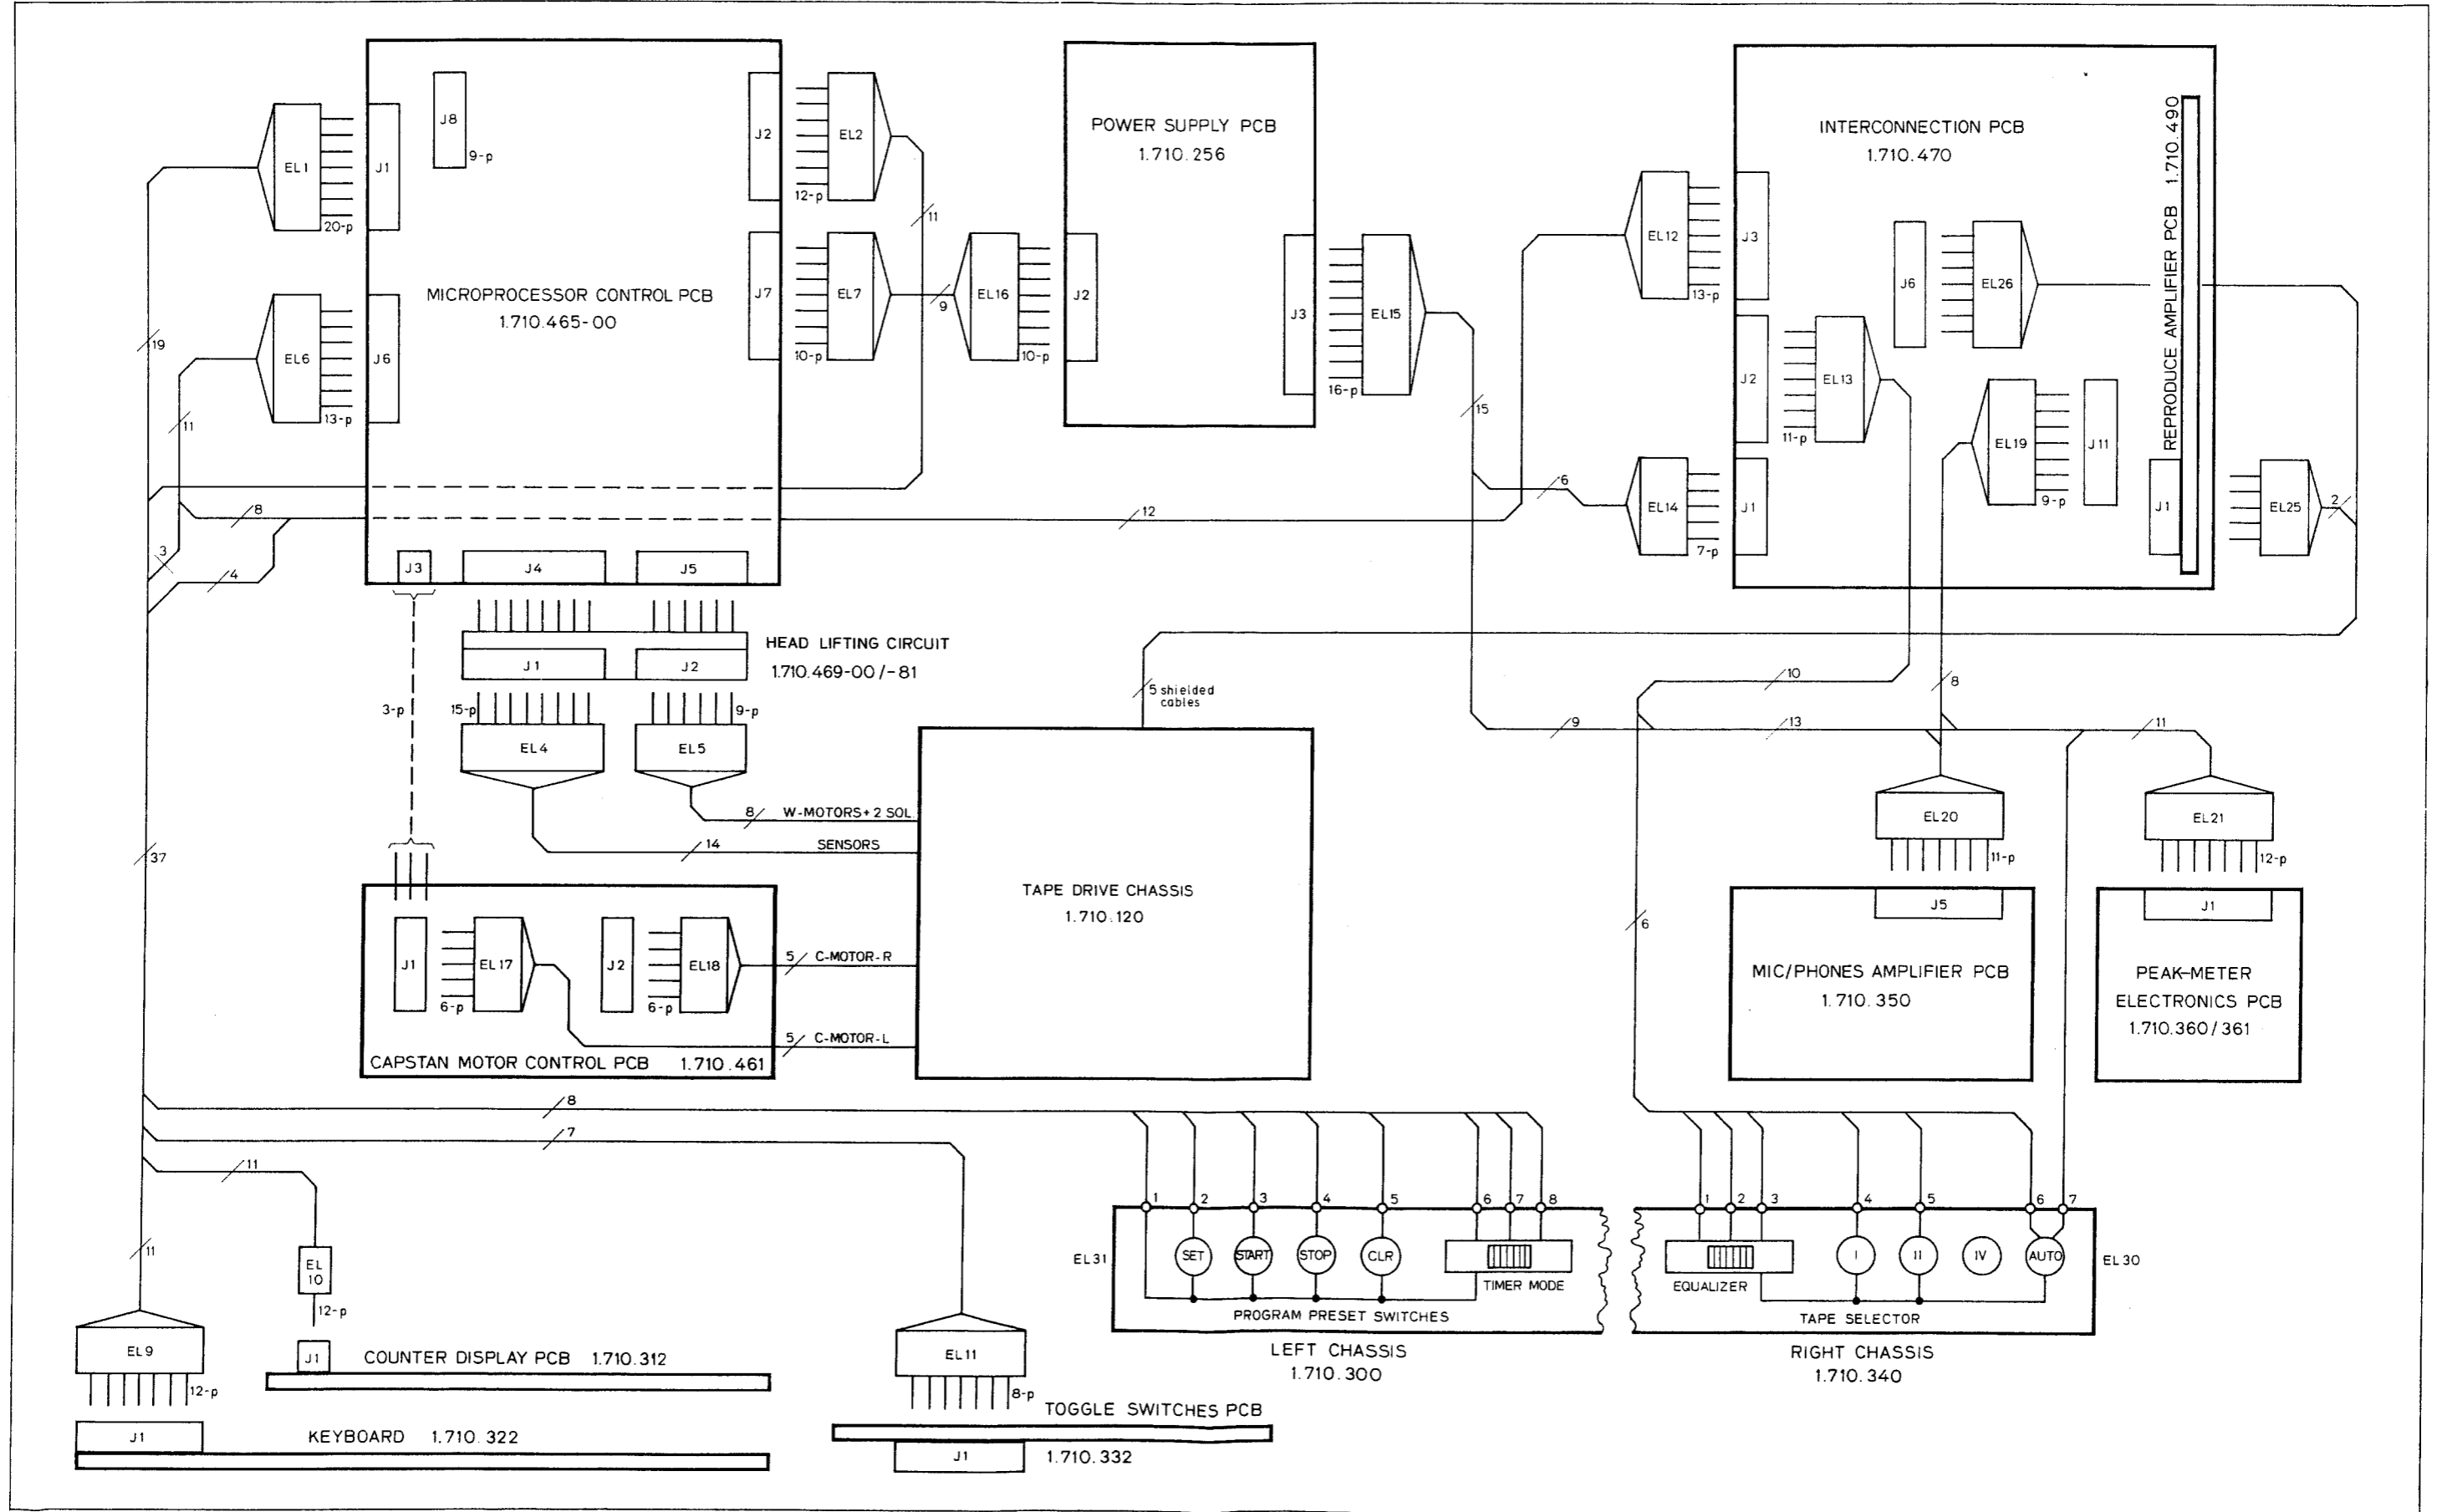 J8
9-p
EL1
20-p
J1
J2
EL2
12-p
11
MICROPROCESSOR CONTROL PCB
1.710.465-00
EL6
13-p
J6
J7
EL7
10-p
9
EL16
10-p
J2
19
11
8
3
4
J3
J4
J5
POWER SUPPLY PCB
1.710.256
J3
EL15
16-p
15
12
6
INTERCONNECTION PCB
1.710.470
REPRODUCE AMPLIFIER PCB 1.710.490
EL12
13-p
J3
J6
EL26
J2
EL13
11-p
EL19
9-p
J11
EL14
7-p
J1
J1
EL25
2
HEAD LIFTING CIRCUIT
1.710.469-00/-81
J1
J2
3-p
15-p
9-p
EL4
EL5
8
W-MOTORS+2 SOL
14
SENSORS
5 shielded
cables
10
8
9
13
11
37
TAPE DRIVE CHASSIS
1.710.120
J1
EL17
6-p
J2
EL18
6-p
5
C-MOTOR-R
5
C-MOTOR-L
CAPSTAN MOTOR CONTROL PCB 1.710.461
6
EL20
11-p
J5
MIC/PHONES AMPLIFIER PCB
1.710.350
EL21
12-p
J1
PEAK-METER
ELECTRONICS PCB
1.710.360/361
8
7
11
11
EL
10
12-p
EL9
12-p
J1
COUNTER DISPLAY PCB 1.710.312
J1
KEYBOARD 1.710.322
EL11
8-p
TOGGLE SWITCHES PCB
J1
1.710.332
1
2
3
4
5
6
7
8
EL31
SET
START
STOP
CLR
TIMER MODE
PROGRAM PRESET SWITCHES
LEFT CHASSIS
1.710.300
1
2
3
4
5
6
7
EQUALIZER
I
II
IV
AUTO
EL30
TAPE SELECTOR
RIGHT CHASSIS
1.710.340